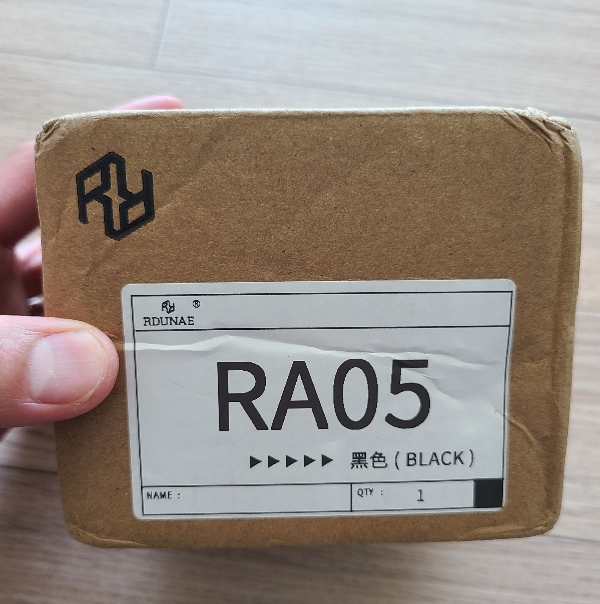 RDUNAE ®
RA05
▶▶▶▶▶ 黑色 ( BLACK )
NAME :
QTY : 1